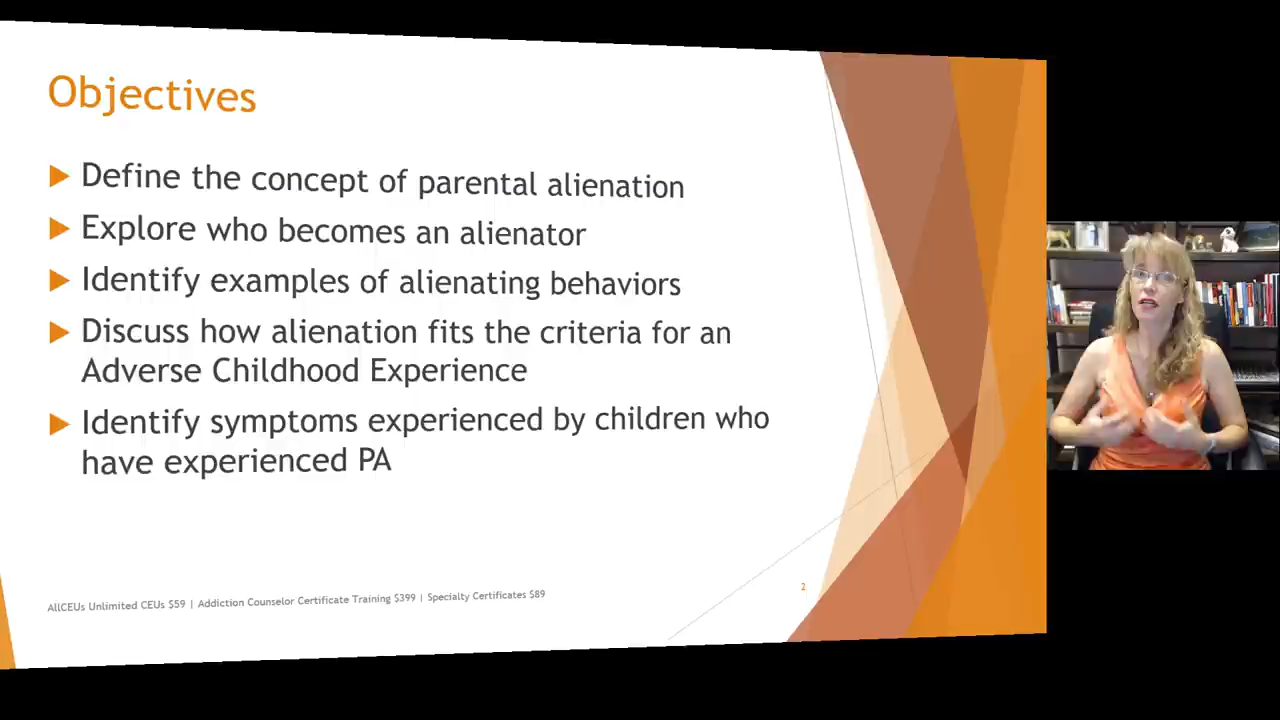 Objectives
Define the concept of parental alienation
Explore who becomes an alienator
Identify examples of alienating behaviors
Discuss how alienation fits the criteria for an
Adverse Childhood Experience
Identify symptoms experienced by children who
have experienced PA
AllCEUs Unlimited CEUs $59 | Addiction Counselor Certificate Training $399 | Specialty Certificates $89
2